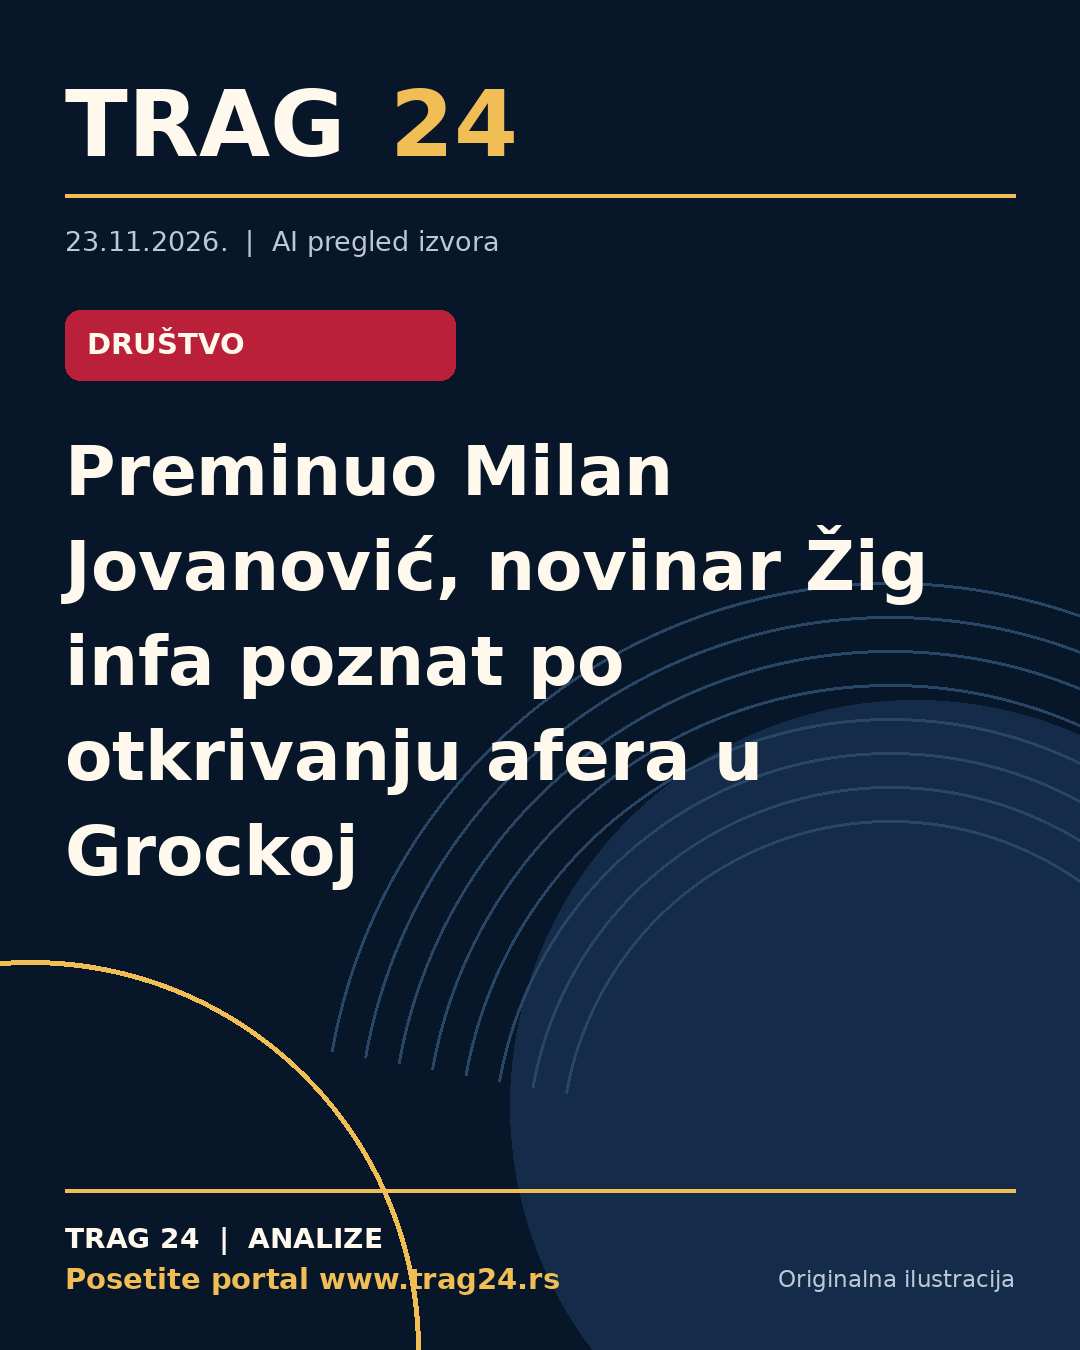 TRAG 24
23.11.2026. | AI pregled izvora
DRUŠTVO
Preminuo Milan
Jovanović, novinar Žig
infa poznat po
otkrivanju afera u
Grockoj
TRAG 24 | ANALIZE
Posetite portal www.trag24.rs
Originalna ilustracija